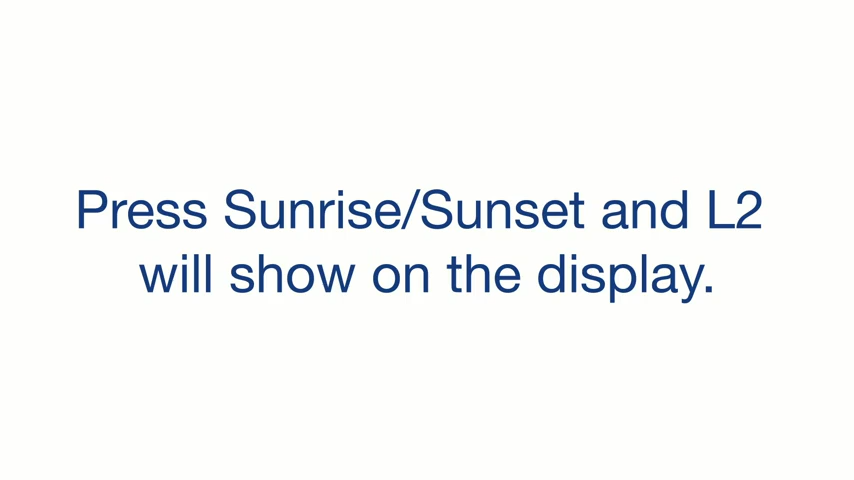 Press Sunrise/Sunset and L2
will show on the display.